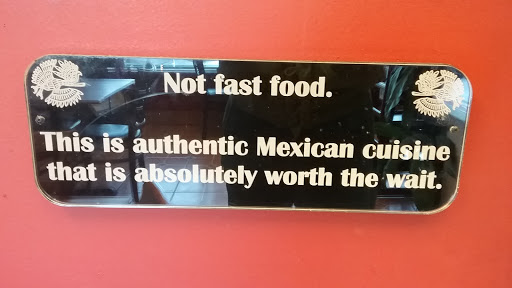 Not fast food.
This is authentic Mexican cuisine
that is absolutely worth the wait.